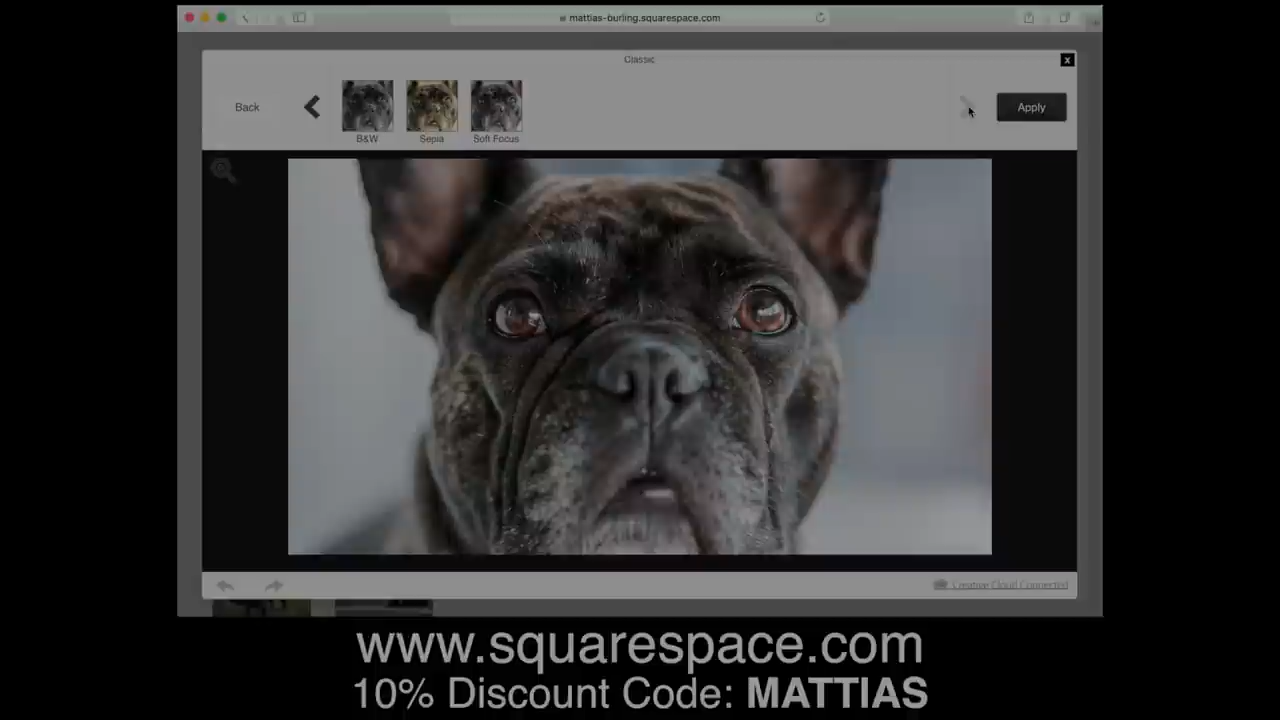 mattias-burling.squarespace.com
Classic
x
Back
Apply
B&W
Sepia
Soft Focus
Creative Cloud Connected
www.squarespace.com
10% Discount Code: MATTIAS